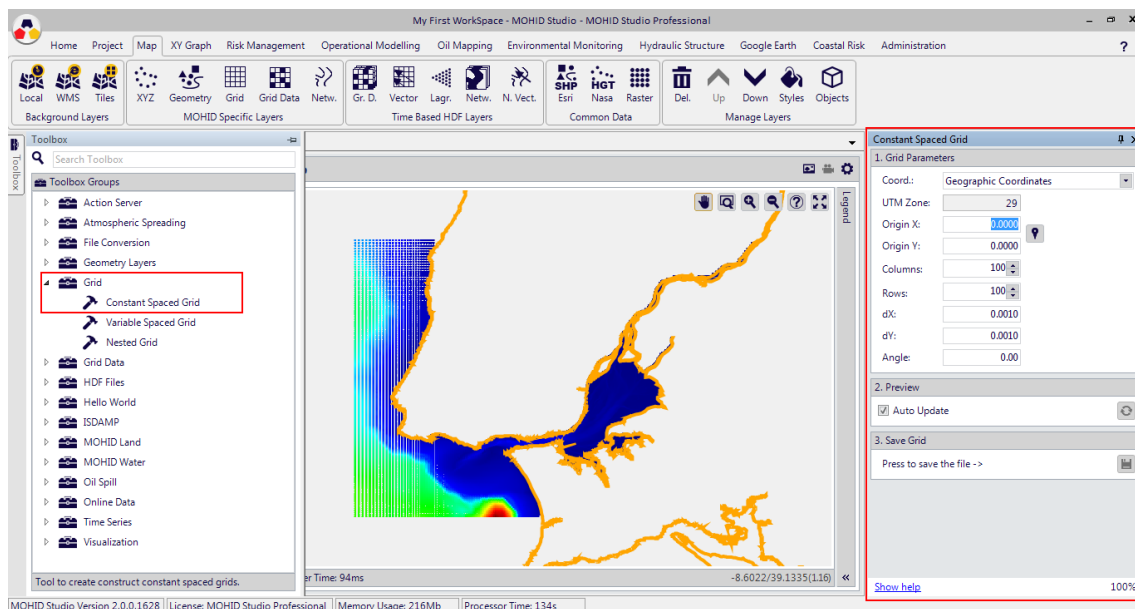 My First WorkSpace - MOHID Studio - MOHID Studio Professional
Home Project Map XY Graph Risk Management Operational Modelling Oil Mapping Environmental Monitoring Hydraulic Structure Google Earth Coastal Risk Administration ?
Local WMS Tiles XYZ Geometry Grid Grid Data Netw. Gr. D. Vector Lagr. Netw. N. Vect. SHP Esri HGT Nasa Raster Del. Up Down Styles Objects
Background Layers MOHID Specific Layers Time Based HDF Layers Common Data Manage Layers
Toolbox
Toolbox
Search Toolbox
Toolbox Groups
Action Server
Atmospheric Spreading
File Conversion
Geometry Layers
Grid
Constant Spaced Grid
Variable Spaced Grid
Nested Grid
Grid Data
HDF Files
Hello World
ISDAMP
MOHID Land
MOHID Water
Oil Spill
Online Data
Time Series
Visualization
Tool to create construct constant spaced grids.
Legend
er Time: 94ms
-8.6022/39.1335(1.16)
Constant Spaced Grid
1. Grid Parameters
Coord.: Geographic Coordinates
UTM Zone: 29
Origin X: 0.0000
Origin Y: 0.0000
Columns: 100
Rows: 100
dX: 0.0010
dY: 0.0010
Angle: 0.00
2. Preview
Auto Update
3. Save Grid
Press to save the file ->
Show help 100%
MOHID Studio Version 2.0.0.1628 License: MOHID Studio Professional Memory Usage: 216Mb Processor Time: 134s